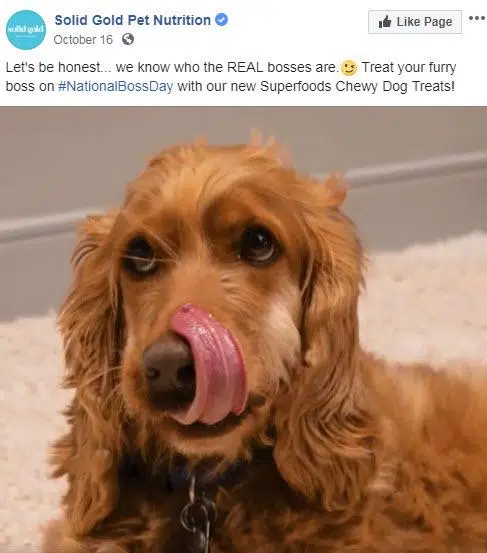 solid gold
Solid Gold Pet Nutrition
October 16
Like Page
Let's be honest... we know who the REAL bosses are.😉 Treat your furry
boss on #NationalBossDay with our new Superfoods Chewy Dog Treats!